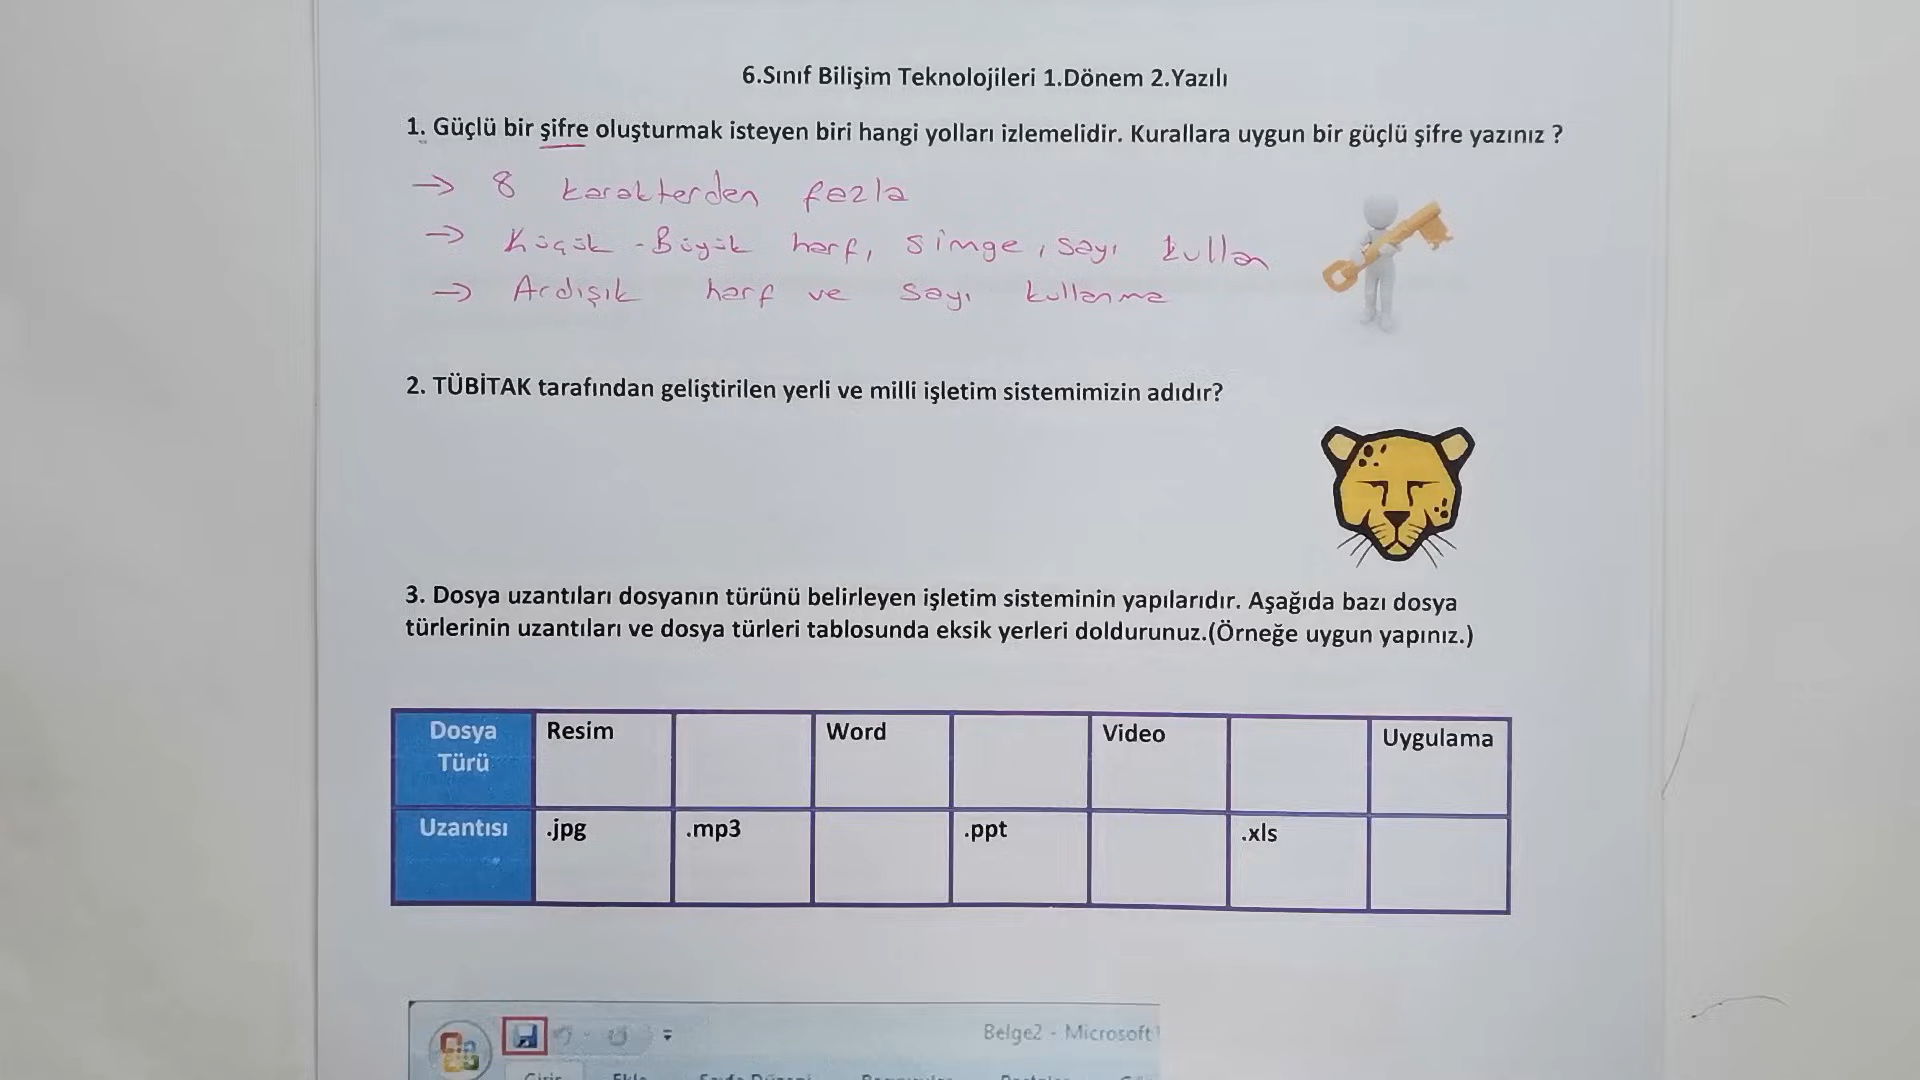 6.Sınıf Bilişim Teknolojileri 1.Dönem 2.Yazılı
1. Güçlü bir şifre oluşturmak isteyen biri hangi yolları izlemelidir. Kurallara uygun bir güçlü şifre yazınız ?
→ 8 karakterden fazla
→ Küçük - Büyük harf, simge, sayı kullan
→ Ardışık harf ve sayı kullanma
2. TÜBİTAK tarafından geliştirilen yerli ve milli işletim sistemimizin adıdır?
3. Dosya uzantıları dosyanın türünü belirleyen işletim sisteminin yapılarıdır. Aşağıda bazı dosya
türlerinin uzantıları ve dosya türleri tablosunda eksik yerleri doldurunuz.(Örneğe uygun yapınız.)
Dosya Resim Word Video Uygulama
Türü
Uzantısı .jpg .mp3 .ppt .xls
Belge2 - Microsoft